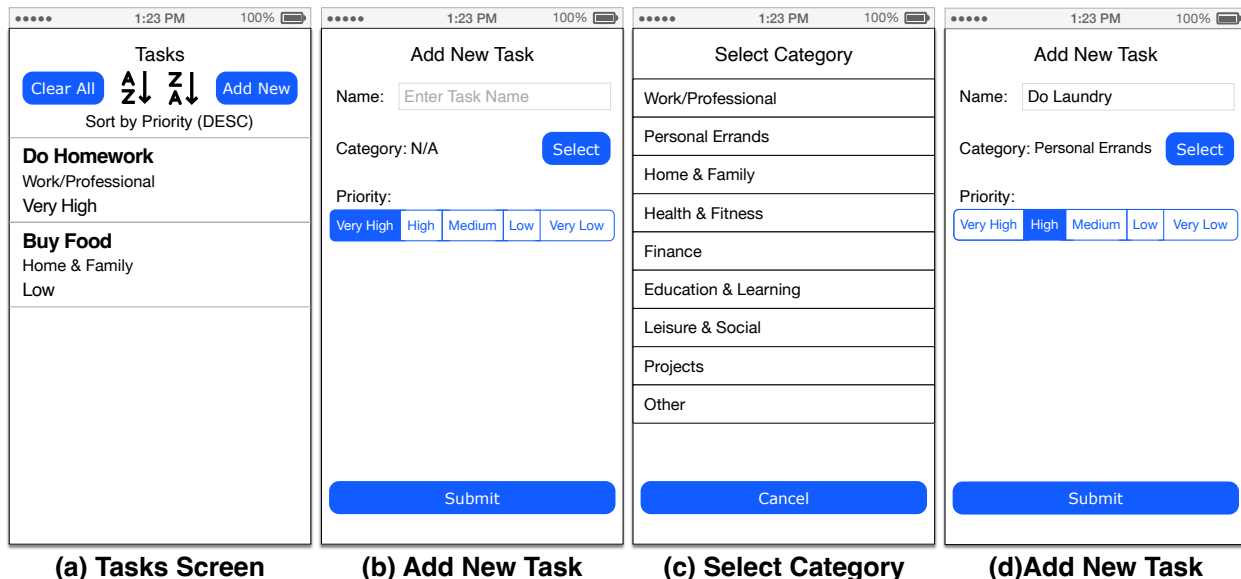 1:23 PM 100%
Tasks
Clear All A Z Z A Add New
Sort by Priority (DESC)
Do Homework
Work/Professional
Very High
Buy Food
Home & Family
Low
(a) Tasks Screen
1:23 PM 100%
Add New Task
Name: Enter Task Name
Category: N/A Select
Priority:
Very High High Medium Low Very Low
Submit
(b) Add New Task
1:23 PM 100%
Select Category
Work/Professional
Personal Errands
Home & Family
Health & Fitness
Finance
Education & Learning
Leisure & Social
Projects
Other
Cancel
(c) Select Category
1:23 PM 100%
Add New Task
Name: Do Laundry
Category: Personal Errands Select
Priority:
Very High High Medium Low Very Low
Submit
(d)Add New Task